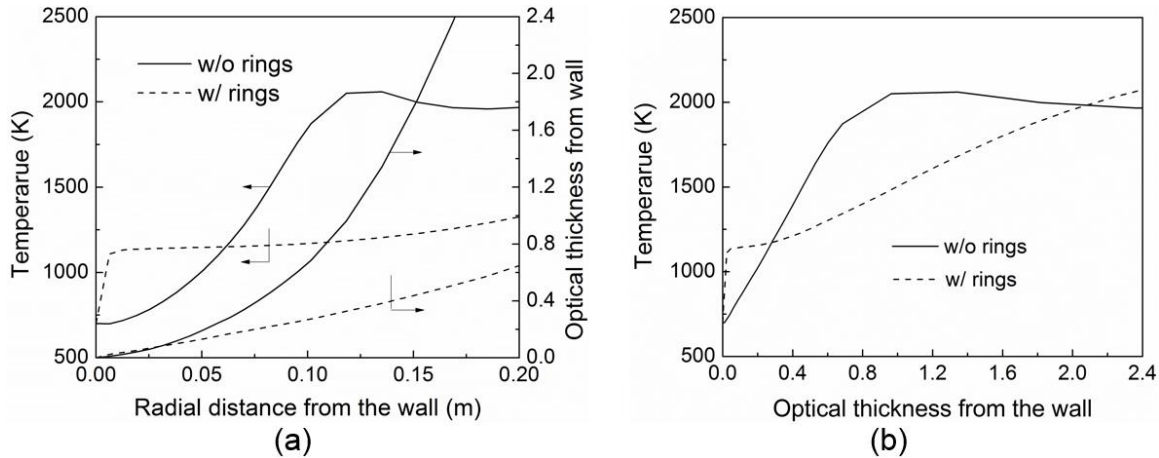 2500
2000
1500
1000
500
Temperarue (K)
w/o rings
w/ rings
2.4
2.0
1.6
1.2
0.8
0.4
0.0
Optical thickness from wall
0.00 0.05 0.10 0.15 0.20
Radial distance from the wall (m)
(a)
2500
2000
1500
1000
500
Temperarue (K)
w/o rings
w/ rings
0.0 0.4 0.8 1.2 1.6 2.0 2.4
Optical thickness from the wall
(b)